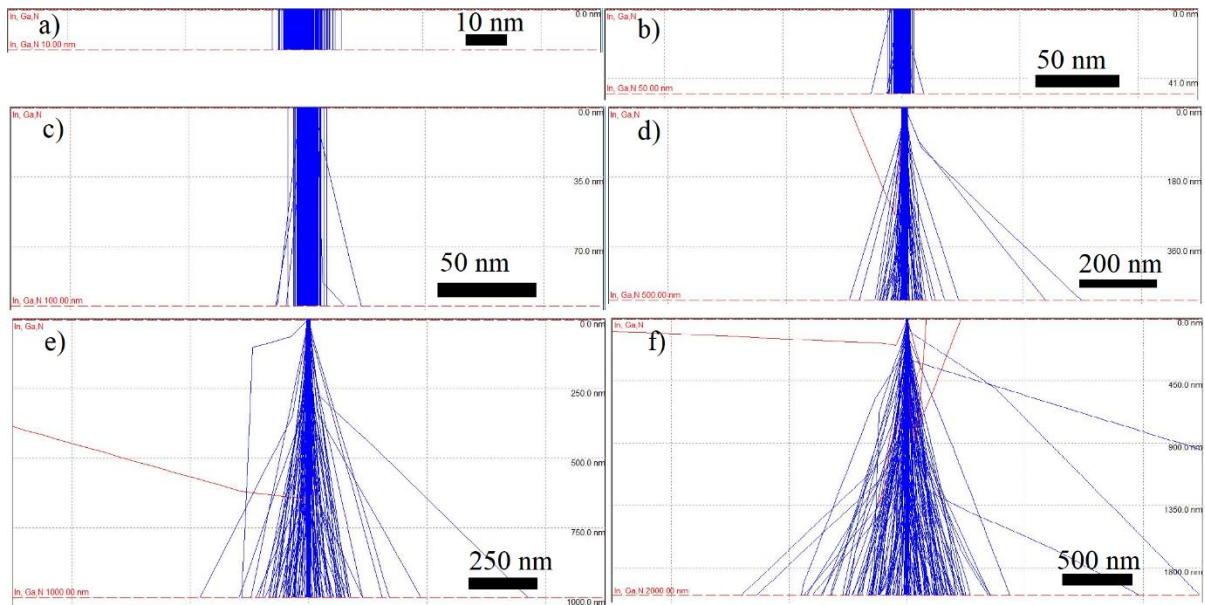 a)
In, Ga,N
0.0 nm
10 nm
In, Ga,N 10.00 nm
b)
In, Ga,N
0.0 nm
50 nm
41.0 nm
In, Ga,N 50.00 nm
c)
In, Ga,N
0.0 nm
35.0 nm
70.0 nm
50 nm
In, Ga,N 100.00 nm
d)
In, Ga,N
0.0 nm
180.0 nm
360.0 nm
200 nm
In, Ga,N 500.00 nm
e)
In, Ga,N
0.0 nm
250.0 nm
500.0 nm
750.0 nm
250 nm
In, Ga,N 1000.00 nm
1000.0 nm
f)
In, Ga,N
0.0 nm
450.0 nm
900.0 nm
1350.0 nm
500 nm
1800.0 nm
In, Ga,N 2000.00 nm